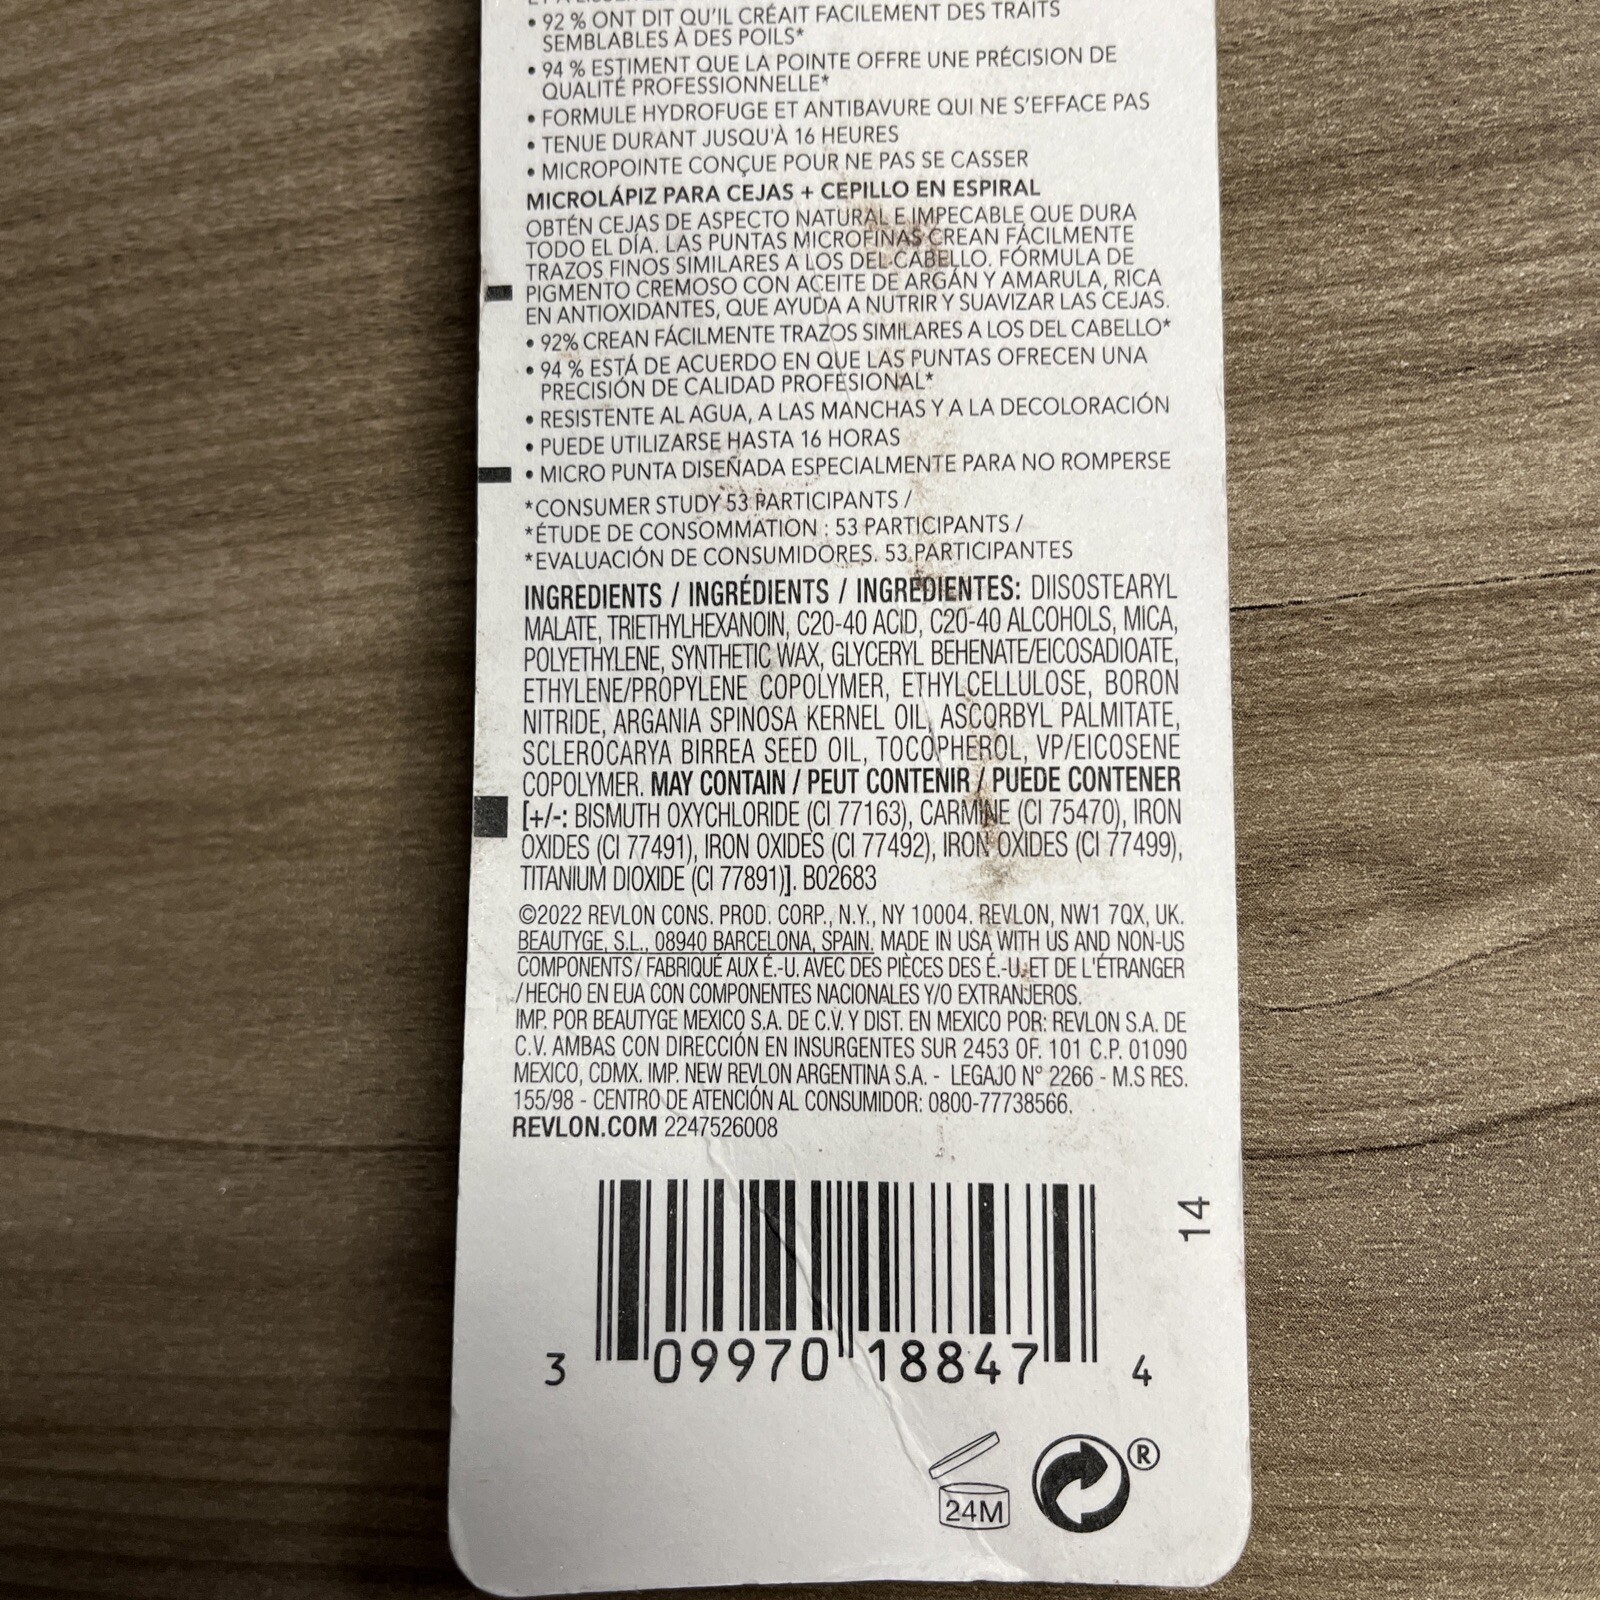 • 92 % ONT DIT QU'IL CRÉAIT FACILEMENT DES TRAITS
SEMBLABLES À DES POILS*
• 94 % ESTIMENT QUE LA POINTE OFFRE UNE PRÉCISION DE
QUALITÉ PROFESSIONNELLE*
• FORMULE HYDROFUGE ET ANTIBAVURE QUI NE S'EFFACE PAS
• TENUE DURANT JUSQU'À 16 HEURES
• MICROPOINTE CONÇUE POUR NE PAS SE CASSER
MICROLÁPIZ PARA CEJAS + CEPILLO EN ESPIRAL
OBTÉN CEJAS DE ASPECTO NATURAL E IMPECABLE QUE DURA
TODO EL DÍA. LAS PUNTAS MICROFINAS CREAN FÁCILMENTE
TRAZOS FINOS SIMILARES A LOS DEL CABELLO. FÓRMULA DE
PIGMENTO CREMOSO CON ACEITE DE ARGÁN Y AMARULA, RICA
EN ANTIOXIDANTES, QUE AYUDA A NUTRIR Y SUAVIZAR LAS CEJAS.
• 92% CREAN FÁCILMENTE TRAZOS SIMILARES A LOS DEL CABELLO*
• 94 % ESTÁ DE ACUERDO EN QUE LAS PUNTAS OFRECEN UNA
PRECISIÓN DE CALIDAD PROFESIONAL*
• RESISTENTE AL AGUA, A LAS MANCHAS Y A LA DECOLORACIÓN
• PUEDE UTILIZARSE HASTA 16 HORAS
• MICRO PUNTA DISEÑADA ESPECIALMENTE PARA NO ROMPERSE
*CONSUMER STUDY 53 PARTICIPANTS /
*ÉTUDE DE CONSOMMATION : 53 PARTICIPANTS /
*EVALUACIÓN DE CONSUMIDORES. 53 PARTICIPANTES
INGREDIENTS / INGRÉDIENTS / INGREDIENTES: DIISOSTEARYL
MALATE, TRIETHYLHEXANOIN, C20-40 ACID, C20-40 ALCOHOLS, MICA,
POLYETHYLENE, SYNTHETIC WAX, GLYCERYL BEHENATE/EICOSADIOATE,
ETHYLENE/PROPYLENE COPOLYMER, ETHYLCELLULOSE, BORON
NITRIDE, ARGANIA SPINOSA KERNEL OIL, ASCORBYL PALMITATE,
SCLEROCARYA BIRREA SEED OIL, TOCOPHEROL, VP/EICOSENE
COPOLYMER. MAY CONTAIN / PEUT CONTENIR / PUEDE CONTENER
[+/-: BISMUTH OXYCHLORIDE (CI 77163), CARMINE (CI 75470), IRON
OXIDES (CI 77491), IRON OXIDES (CI 77492), IRON OXIDES (CI 77499),
TITANIUM DIOXIDE (CI 77891)]. B02683
©2022 REVLON CONS. PROD. CORP., N.Y., NY 10004. REVLON, NW1 7QX, UK.
BEAUTYGE, S.L., 08940 BARCELONA, SPAIN. MADE IN USA WITH US AND NON-US
COMPONENTS / FABRIQUÉ AUX É.-U. AVEC DES PIÈCES DES É.-U. ET DE L'ÉTRANGER
/ HECHO EN EUA CON COMPONENTES NACIONALES Y/O EXTRANJEROS.
IMP. POR BEAUTYGE MEXICO S.A. DE C.V. Y DIST. EN MEXICO POR: REVLON S.A. DE
C.V. AMBAS CON DIRECCIÓN EN INSURGENTES SUR 2453 OF. 101 C.P. 01090
MEXICO, CDMX. IMP. NEW REVLON ARGENTINA S.A. - LEGAJO N° 2266 - M.S RES.
155/98 - CENTRO DE ATENCIÓN AL CONSUMIDOR: 0800-77738566.
REVLON.COM 2247526008
14
3 09970 18847 4
24M
®